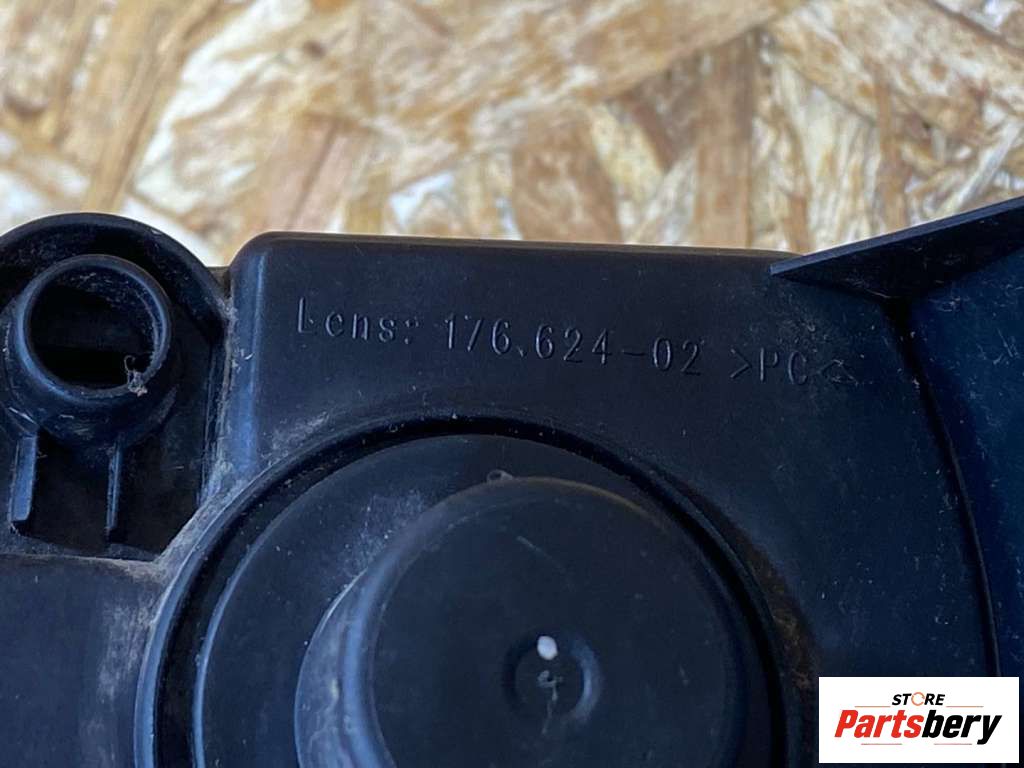 Lens: 176.624-02 >PC<
STORE
Partsbery